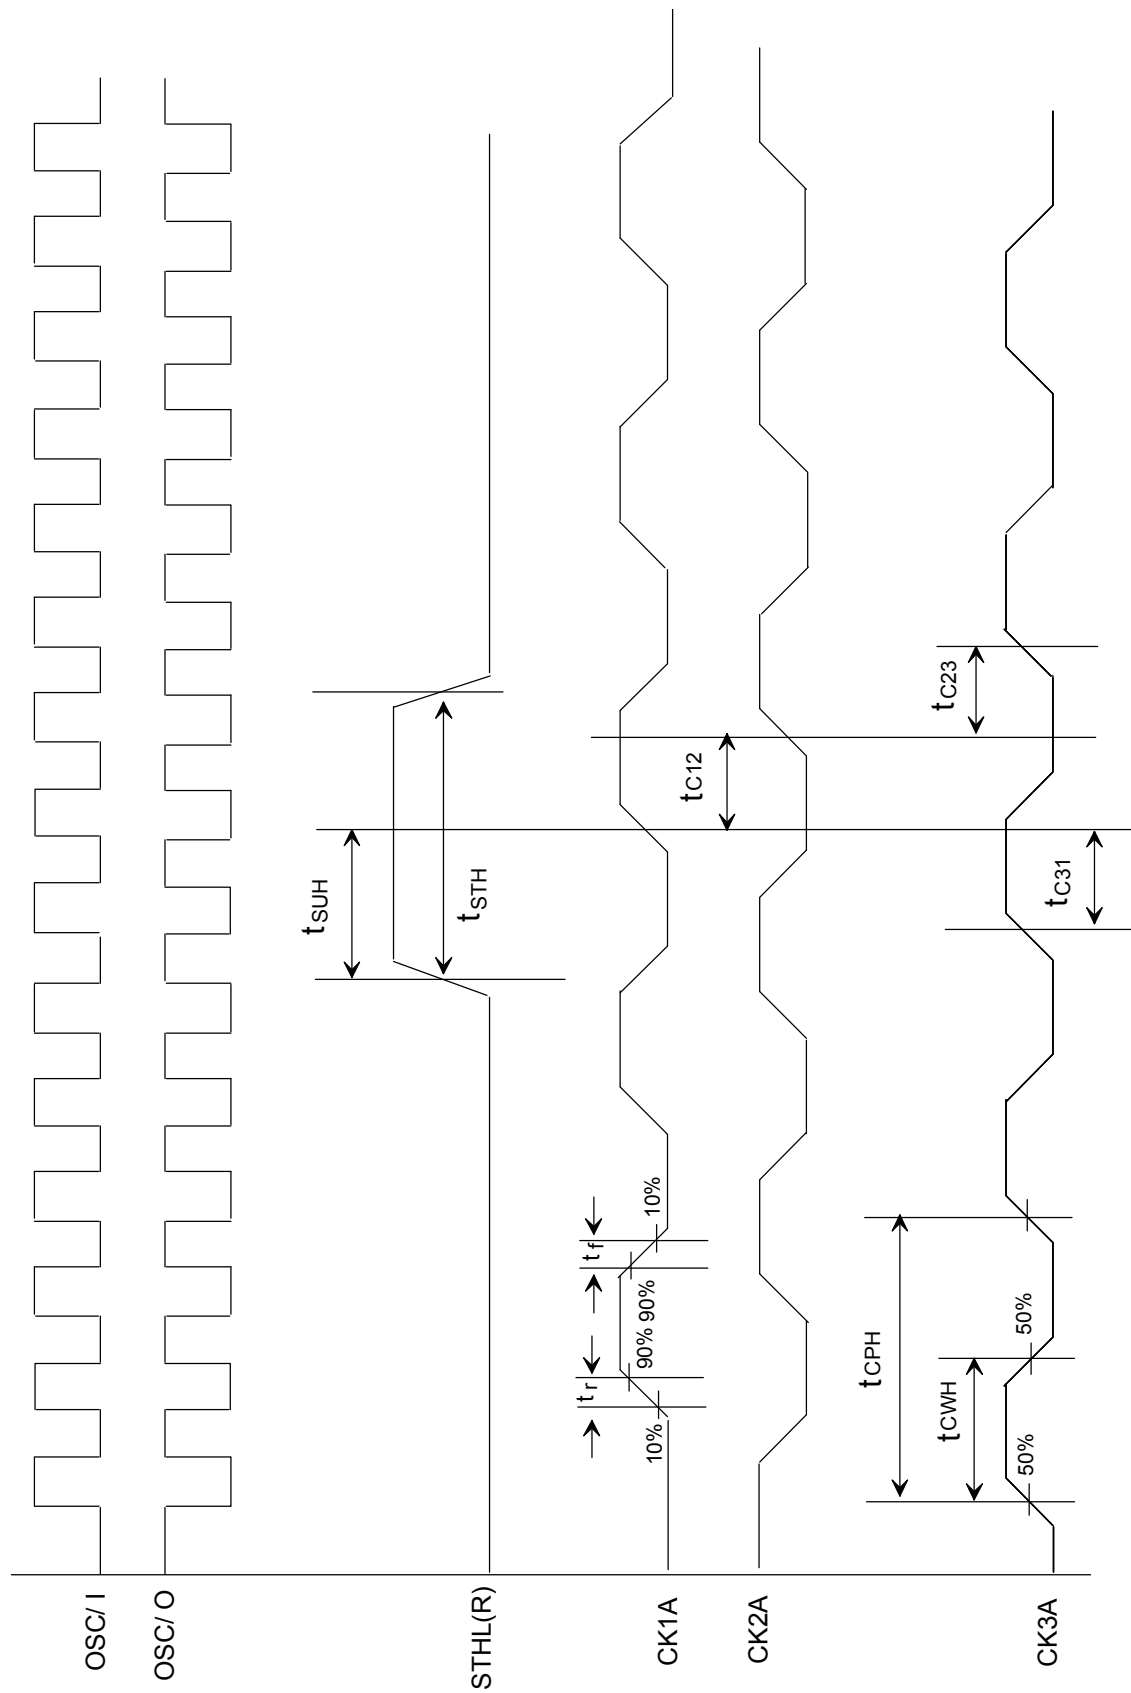 OSC/ I
OSC/ O
STHL(R)
tSUH
tSTH
CK1A
10%
tr
90%
90%
tf
10%
tC12
CK2A
CK3A
50%
tCWH
50%
tCPH
tC23
tC31